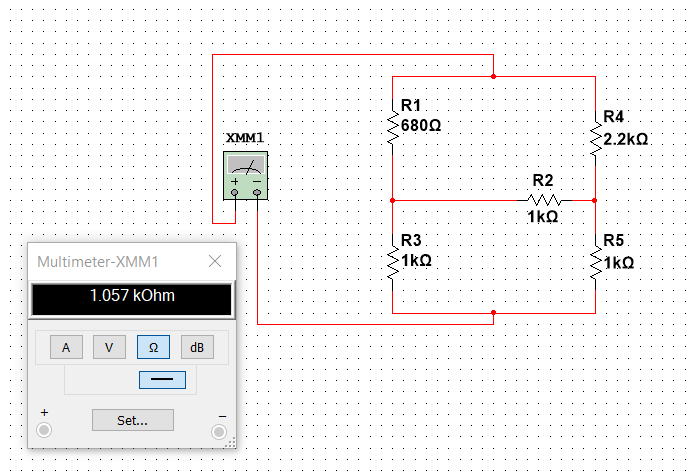 R1
680Ω
R4
2.2kΩ
XMM1
+ −
R2
1kΩ
R3
1kΩ
R5
1kΩ
Multimeter-XMM1
1.057 kOhm
A V Ω dB
+ −
Set...